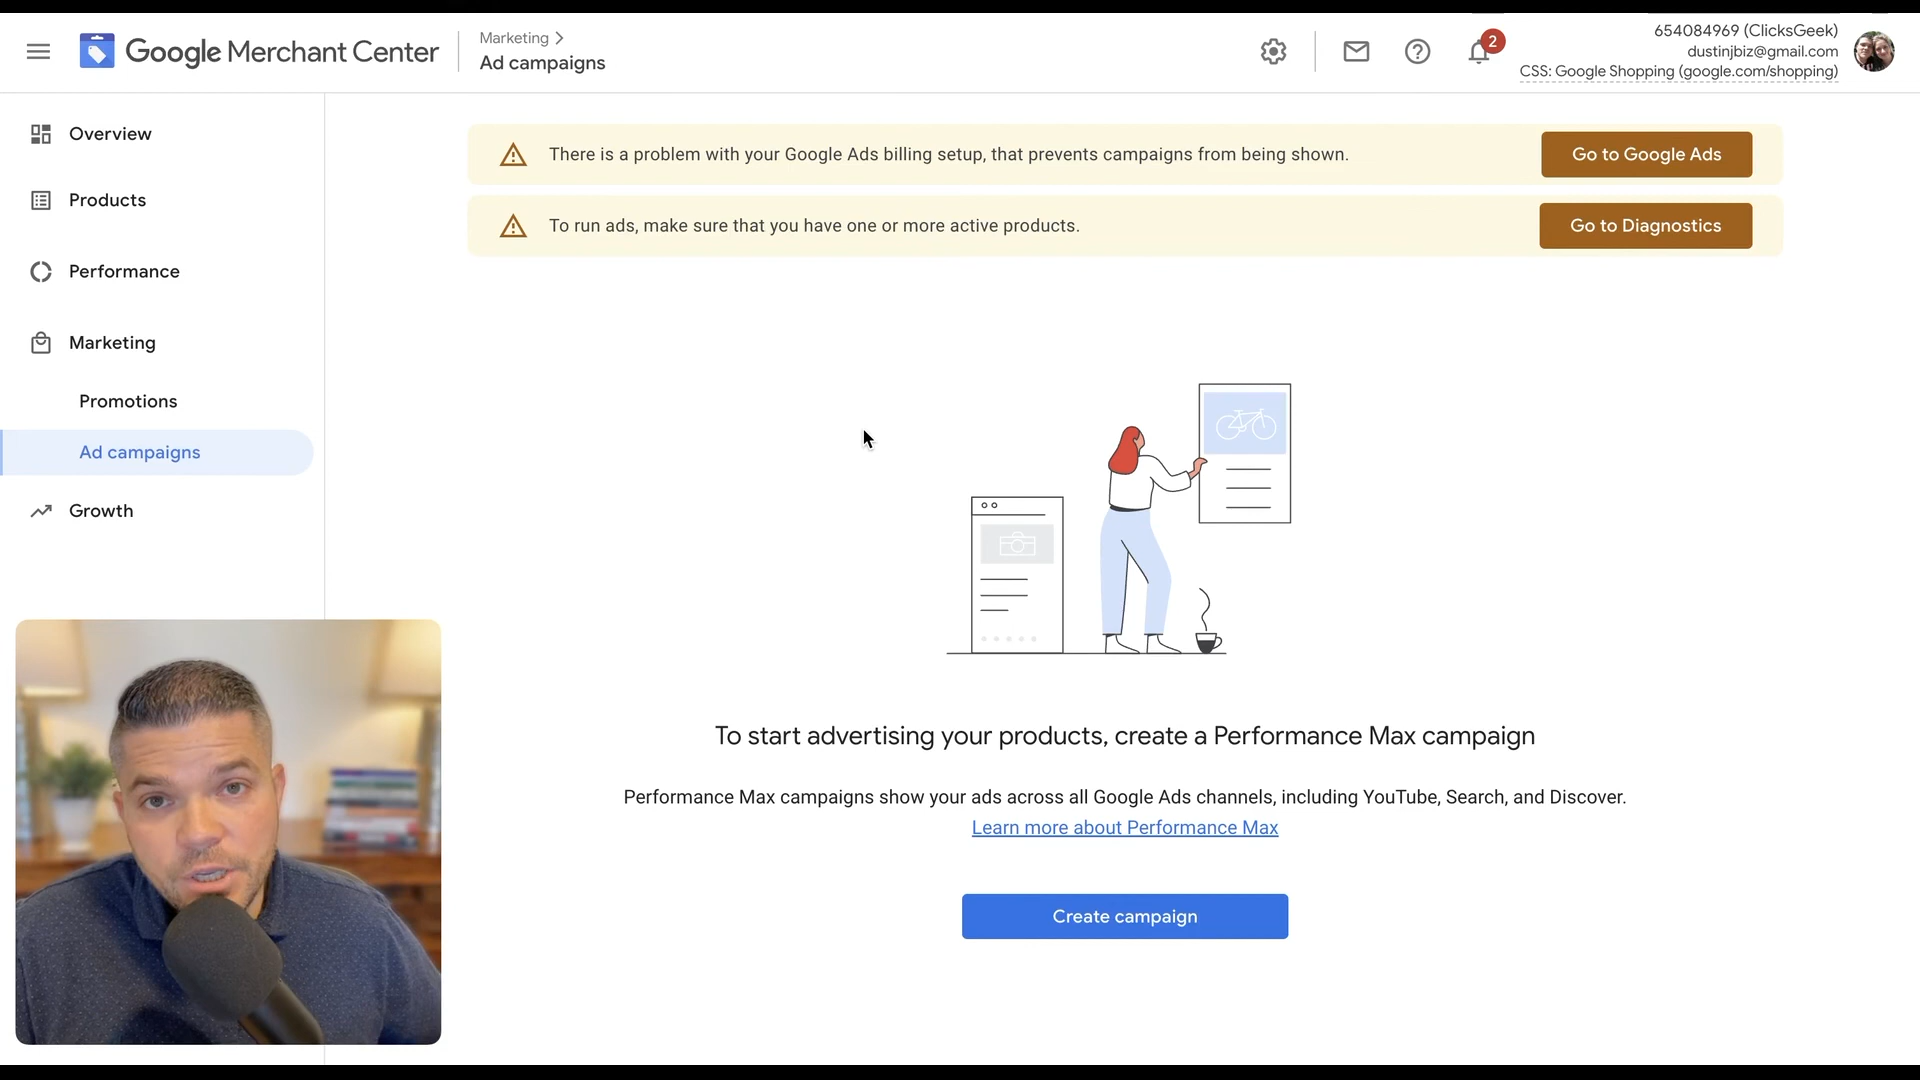 Google Merchant Center
Marketing
Ad campaigns
2
654084969 (ClicksGeek)
dustinjbiz@gmail.com
CSS: Google Shopping (google.com/shopping)
Overview
Products
Performance
Marketing
Promotions
Ad campaigns
Growth
There is a problem with your Google Ads billing setup, that prevents campaigns from being shown.
Go to Google Ads
To run ads, make sure that you have one or more active products.
Go to Diagnostics
To start advertising your products, create a Performance Max campaign
Performance Max campaigns show your ads across all Google Ads channels, including YouTube, Search, and Discover.
Learn more about Performance Max
Create campaign